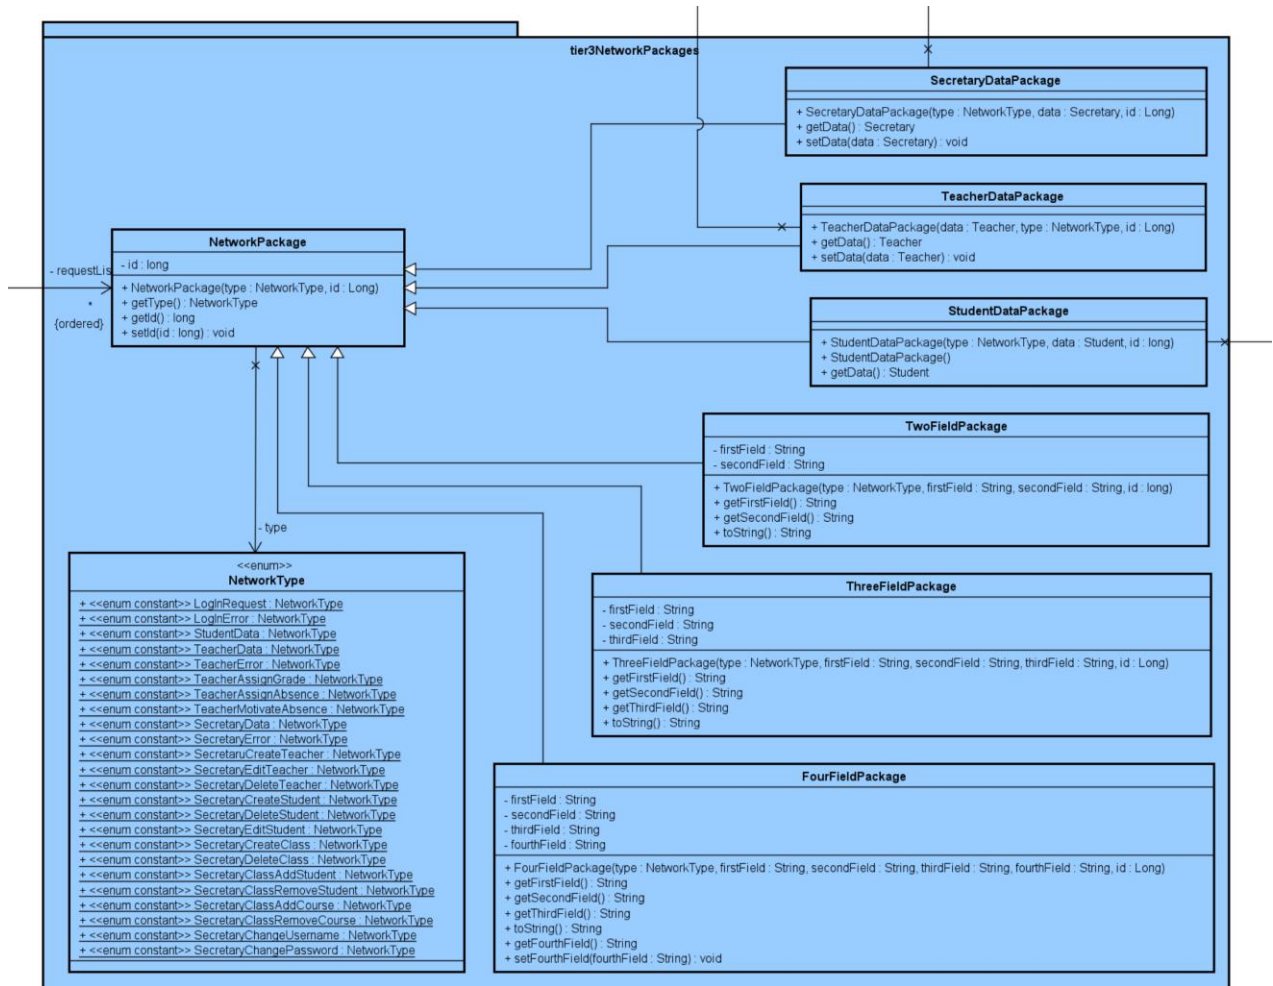 tier3NetworkPackages
SecretaryDataPackage
+ SecretaryDataPackage(type : NetworkType, data : Secretary, id : Long)
+ getData() : Secretary
+ setData(data : Secretary) : void
TeacherDataPackage
+ TeacherDataPackage(data : Teacher, type : NetworkType, id : Long)
+ getData() : Teacher
+ setData(data : Teacher) : void
NetworkPackage
- id : long
+ NetworkPackage(type : NetworkType, id : Long)
+ getType() : NetworkType
+ getId() : long
+ setId(id : long) : void
- requestLis
*
{ordered}
StudentDataPackage
+ StudentDataPackage(type : NetworkType, data : Student, id : long)
+ StudentDataPackage()
+ getData() : Student
TwoFieldPackage
- firstField : String
- secondField : String
+ TwoFieldPackage(type : NetworkType, firstField : String, secondField : String, id : long)
+ getFirstField() : String
+ getSecondField() : String
+ toString() : String
- type
<<enum>>
NetworkType
+ <<enum constant>> LogInRequest : NetworkType
+ <<enum constant>> LogInError : NetworkType
+ <<enum constant>> StudentData : NetworkType
+ <<enum constant>> TeacherData : NetworkType
+ <<enum constant>> TeacherError : NetworkType
+ <<enum constant>> TeacherAssignGrade : NetworkType
+ <<enum constant>> TeacherAssignAbsence : NetworkType
+ <<enum constant>> TeacherMotivateAbsence : NetworkType
+ <<enum constant>> SecretaryData : NetworkType
+ <<enum constant>> SecretaryError : NetworkType
+ <<enum constant>> SecretaruCreateTeacher : NetworkType
+ <<enum constant>> SecretaryEditTeacher : NetworkType
+ <<enum constant>> SecretaryDeleteTeacher : NetworkType
+ <<enum constant>> SecretaryCreateStudent : NetworkType
+ <<enum constant>> SecretaryDeleteStudent : NetworkType
+ <<enum constant>> SecretaryEditStudent : NetworkType
+ <<enum constant>> SecretaryCreateClass : NetworkType
+ <<enum constant>> SecretaryDeleteClass : NetworkType
+ <<enum constant>> SecretaryClassAddStudent : NetworkType
+ <<enum constant>> SecretaryClassRemoveStudent : NetworkType
+ <<enum constant>> SecretaryClassAddCourse : NetworkType
+ <<enum constant>> SecretaryClassRemoveCourse : NetworkType
+ <<enum constant>> SecretaryChangeUsername : NetworkType
+ <<enum constant>> SecretaryChangePassword : NetworkType
ThreeFieldPackage
- firstField : String
- secondField : String
- thirdField : String
+ ThreeFieldPackage(type : NetworkType, firstField : String, secondField : String, thirdField : String, id : Long)
+ getFirstField() : String
+ getSecondField() : String
+ getThirdField() : String
+ toString() : String
FourFieldPackage
- firstField : String
- secondField : String
- thirdField : String
- fourthField : String
+ FourFieldPackage(type : NetworkType, firstField : String, secondField : String, thirdField : String, fourthField : String, id : Long)
+ getFirstField() : String
+ getSecondField() : String
+ getThirdField() : String
+ toString() : String
+ getFourthField() : String
+ setFourthField(fourthField : String) : void